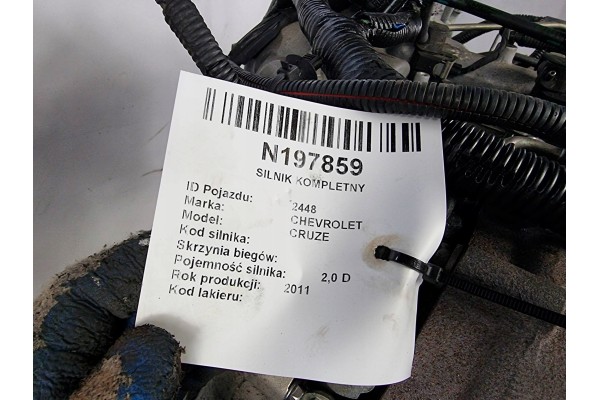 N197859
SILNIK KOMPLETNY
ID Pojazdu: 2448
Marka: CHEVROLET
Model: CRUZE
Kod silnika:
Skrzynia biegów:
Pojemność silnika: 2,0 D
Rok produkcji: 2011
Kod lakieru: